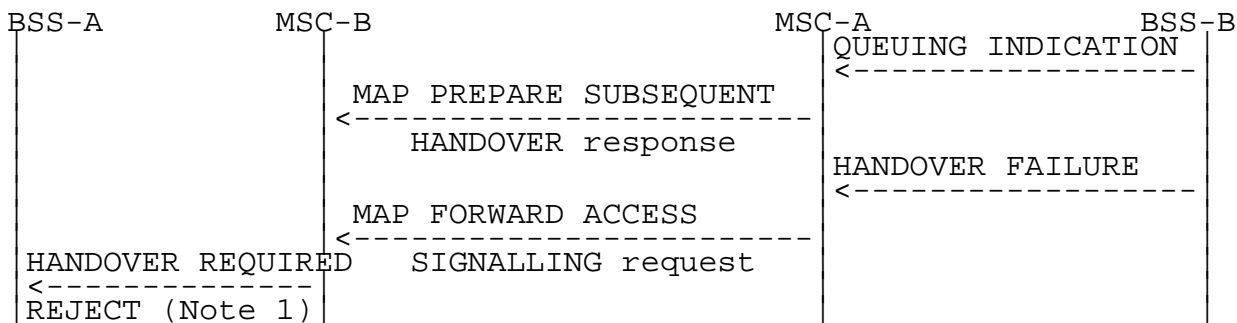 BSS-A MSC-B MSC-A BSS-B
QUEUING INDICATION
MAP PREPARE SUBSEQUENT
HANDOVER response
HANDOVER FAILURE
MAP FORWARD ACCESS
HANDOVER REQUIRED SIGNALLING request
REJECT (Note 1)